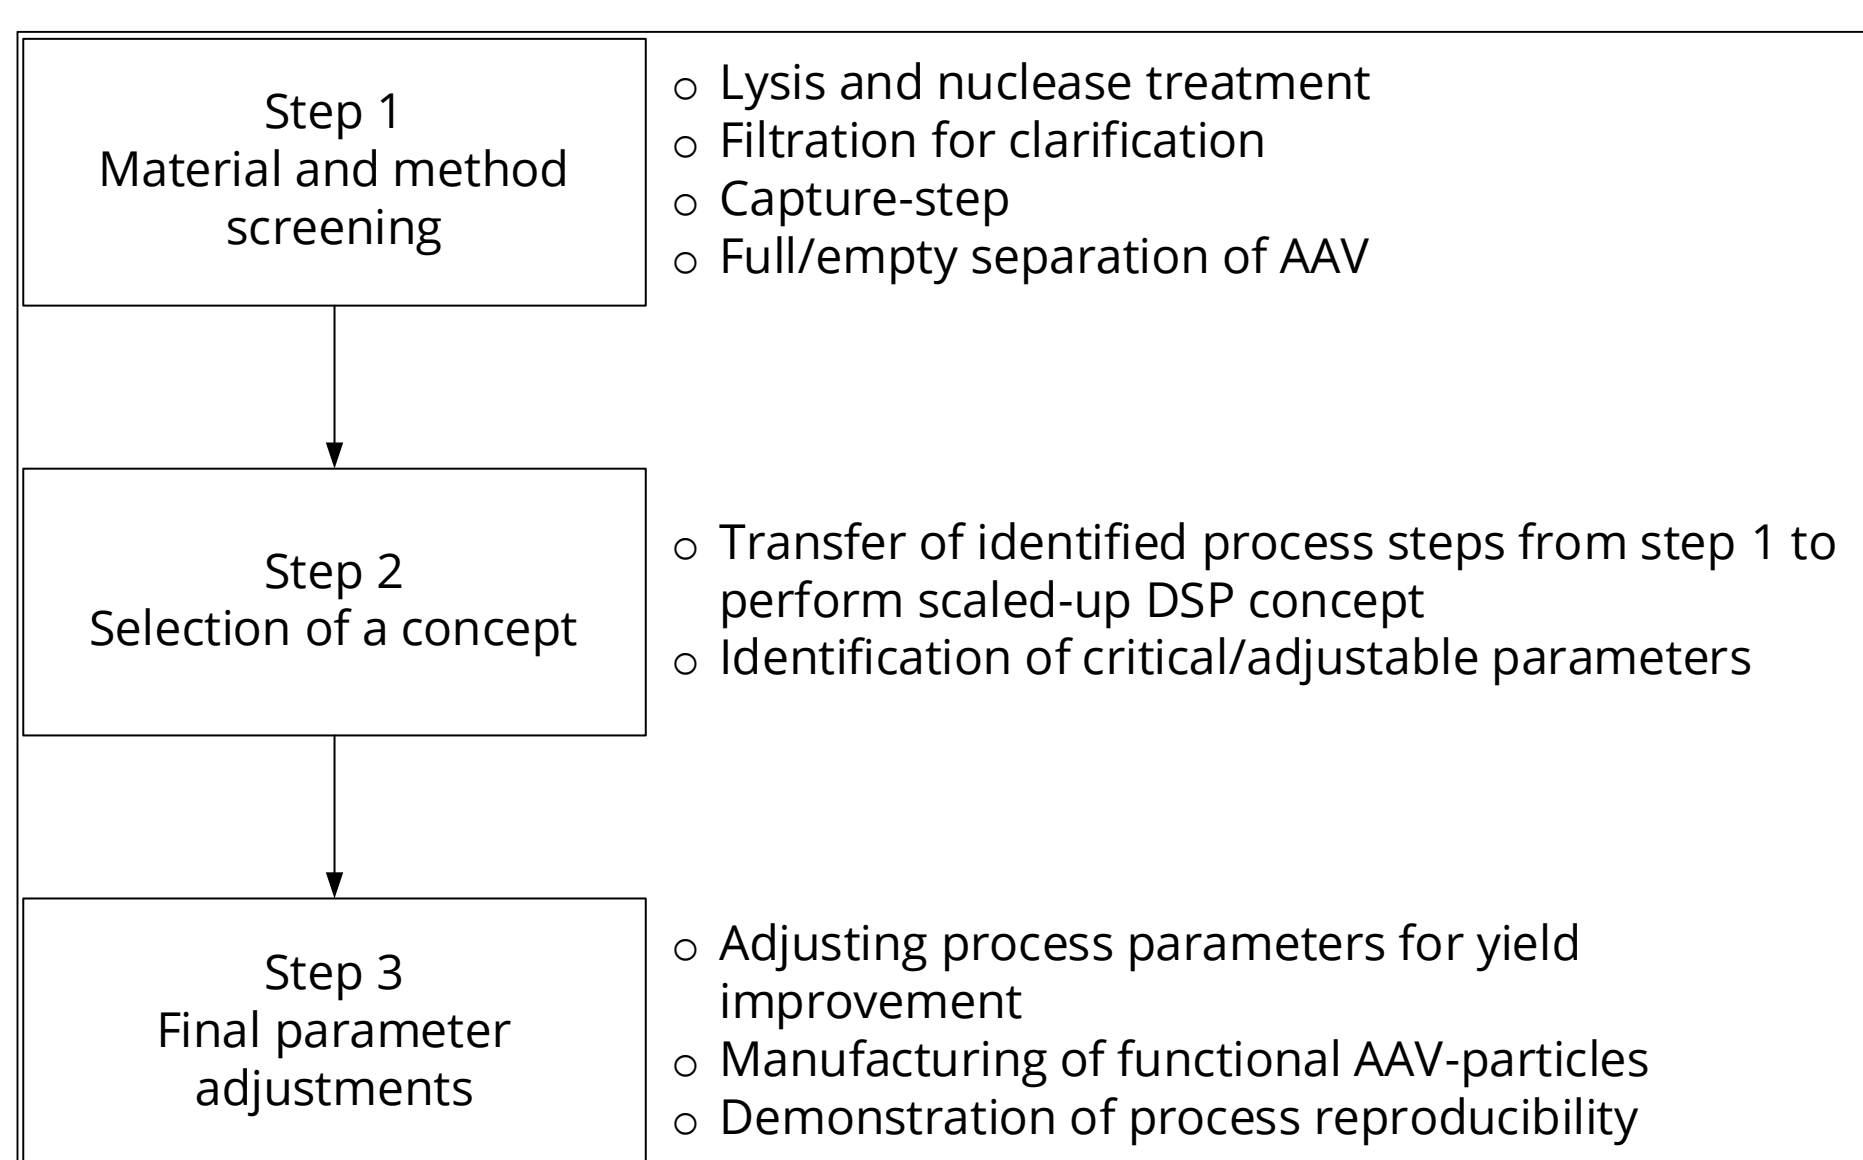 Step 1
Material and method
screening
○ Lysis and nuclease treatment
○ Filtration for clarification
○ Capture-step
○ Full/empty separation of AAV
Step 2
Selection of a concept
○ Transfer of identified process steps from step 1 to
perform scaled-up DSP concept
○ Identification of critical/adjustable parameters
Step 3
Final parameter
adjustments
○ Adjusting process parameters for yield
improvement
○ Manufacturing of functional AAV-particles
○ Demonstration of process reproducibility